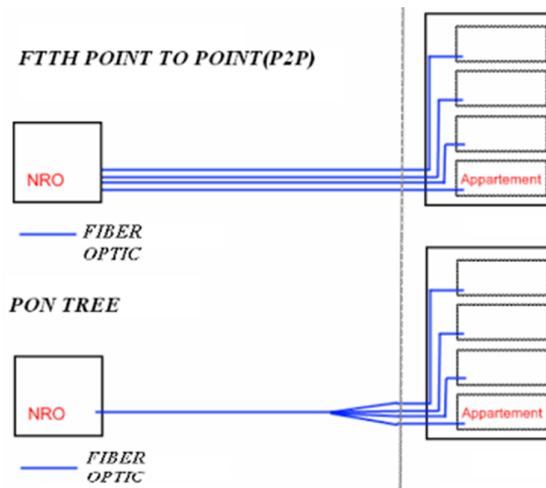 FTTH POINT TO POINT(P2P)
NRO
Appartement
FIBER
OPTIC
PON TREE
NRO
Appartement
FIBER
OPTIC